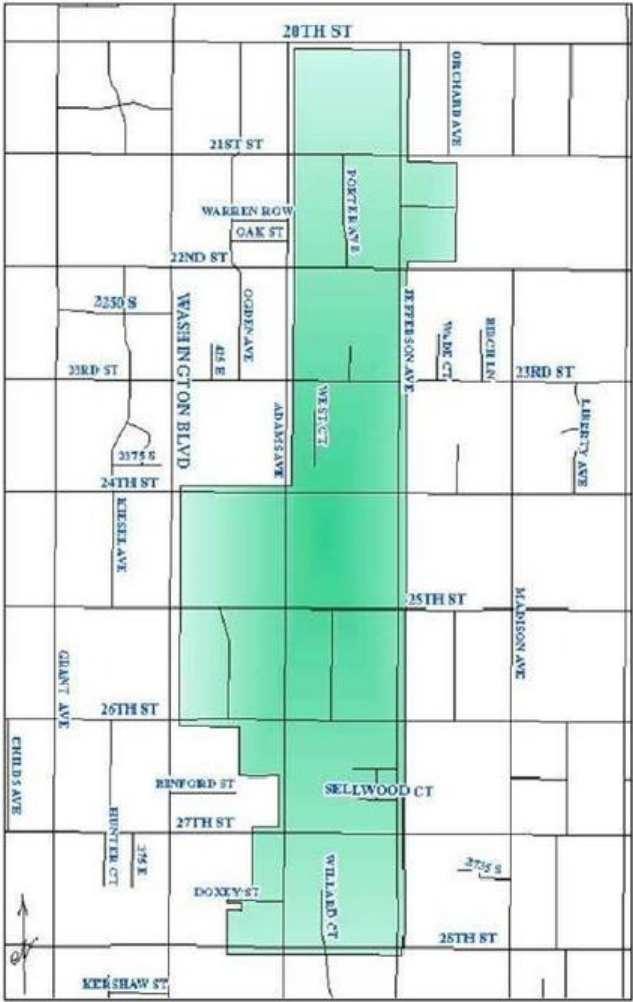 20TH ST
ORCHARD AVE
21ST ST
PORTER AVE
WARREN ROW
OAK ST
22ND ST
2250 S
WASHINGTON BLVD
OGDEN AVE
425 E
JEFFERSON AVE
WADE CT
BIRCH LN
23RD ST
23RD ST
ADAMS AVE
WEST CT
LIBERTY AVE
2375 S
24TH ST
KIESEL AVE
25TH ST
MADISON AVE
GRANT AVE
26TH ST
CHILDS AVE
BINFORD ST
SELLWOOD CT
HUNTER CT
27TH ST
375 E
WILLARD CT
2735 S
DOXEY ST
28TH ST
KERSHAW ST